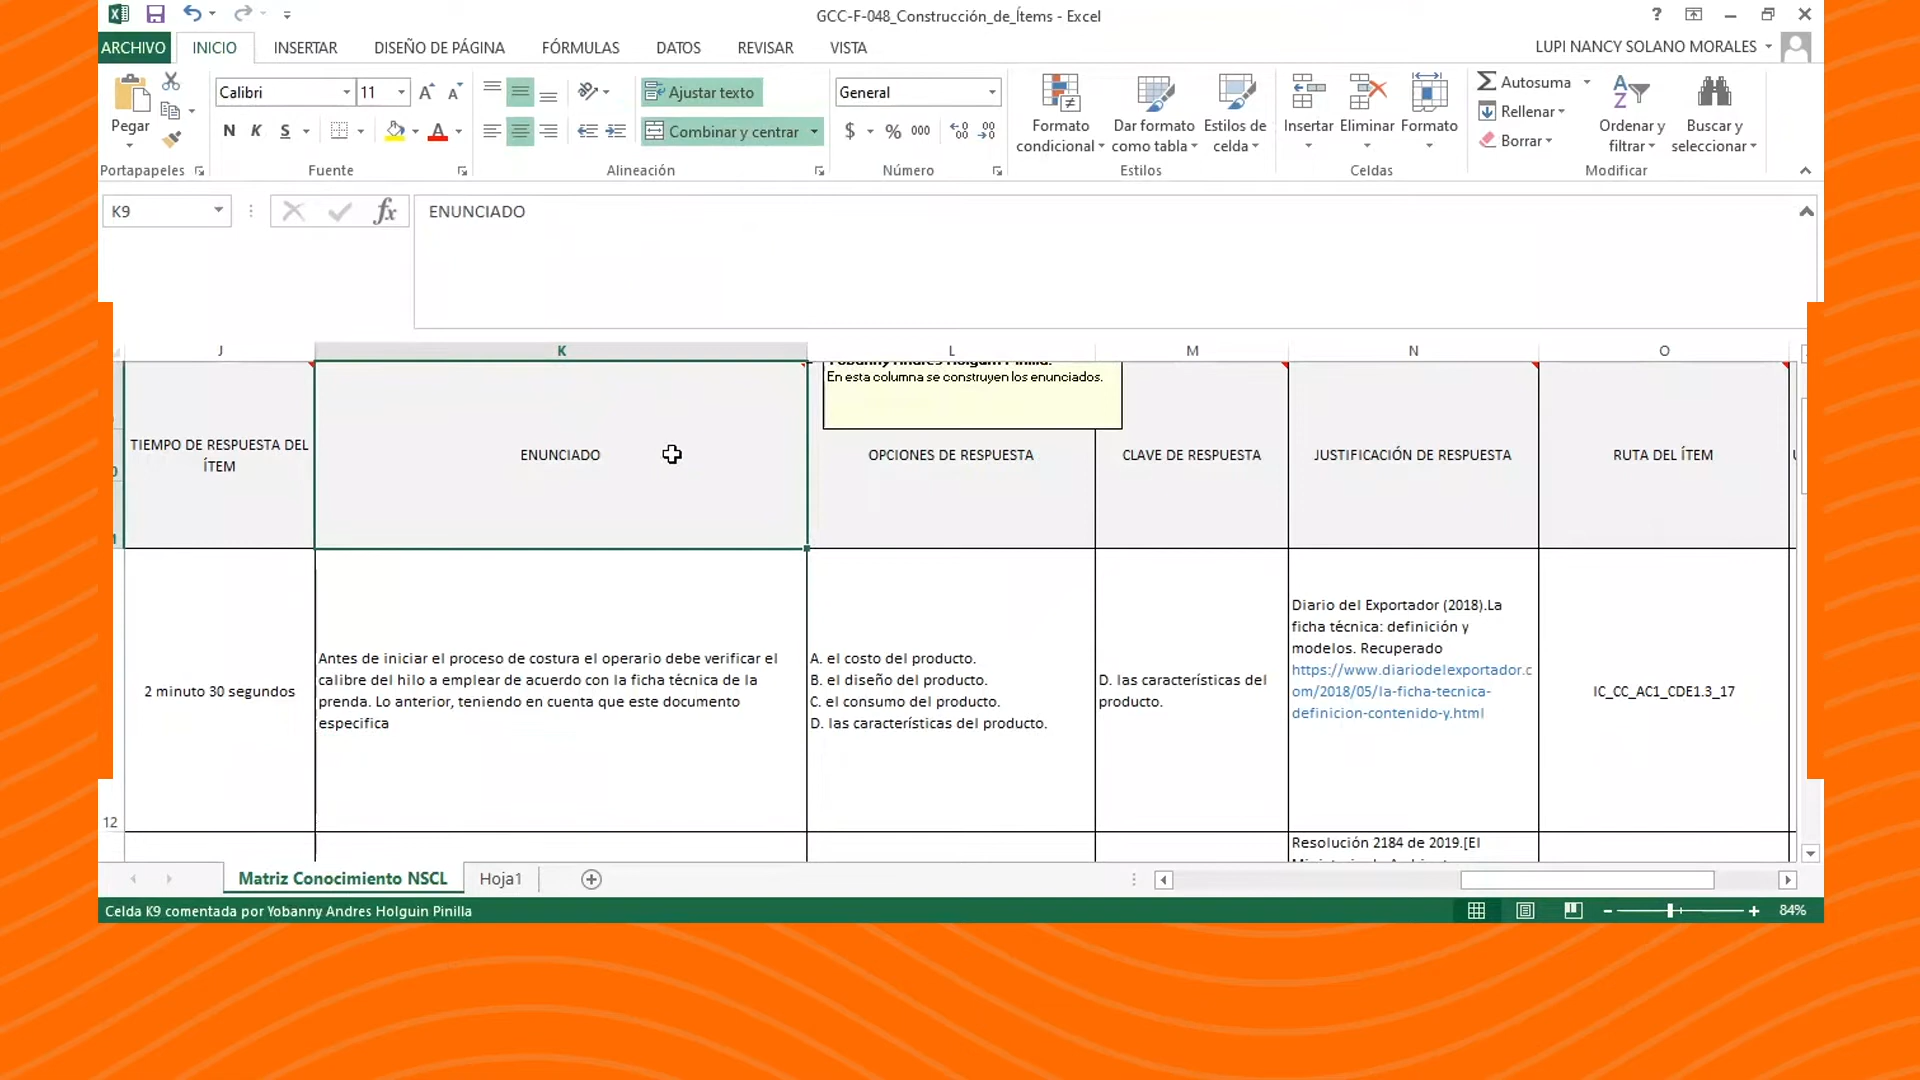 GCC-F-048_Construcción_de_Ítems - Excel
?
ARCHIVO INICIO INSERTAR DISEÑO DE PÁGINA FÓRMULAS DATOS REVISAR VISTA LUPI NANCY SOLANO MORALES
Pegar
Portapapeles
Calibri 11
N K S A
Fuente
Ajustar texto
Combinar y centrar
Alineación
General
$ % 000
Número
Formato condicional
Dar formato como tabla
Estilos de celda
Estilos
Insertar Eliminar Formato
Celdas
Autosuma
Rellenar
Borrar
Ordenar y filtrar
Buscar y seleccionar
Modificar
K9 fx ENUNCIADO
J K L M N O
Yobanny Andres Holguin Pinilla:
En esta columna se construyen los enunciados.
TIEMPO DE RESPUESTA DEL
ÍTEM
ENUNCIADO
OPCIONES DE RESPUESTA
CLAVE DE RESPUESTA
JUSTIFICACIÓN DE RESPUESTA
RUTA DEL ÍTEM
12
2 minuto 30 segundos
Antes de iniciar el proceso de costura el operario debe verificar el
calibre del hilo a emplear de acuerdo con la ficha técnica de la
prenda. Lo anterior, teniendo en cuenta que este documento
especifica
A. el costo del producto.
B. el diseño del producto.
C. el consumo del producto.
D. las características del producto.
D. las características del
producto.
Diario del Exportador (2018).La
ficha técnica: definición y
modelos. Recuperado
https://www.diariodelexportador.c
om/2018/05/la-ficha-tecnica-
definicion-contenido-y.html
IC_CC_AC1_CDE1.3_17
Resolución 2184 de 2019.[El
Matriz Conocimiento NSCL Hoja1
Celda K9 comentada por Yobanny Andres Holguin Pinilla
84%